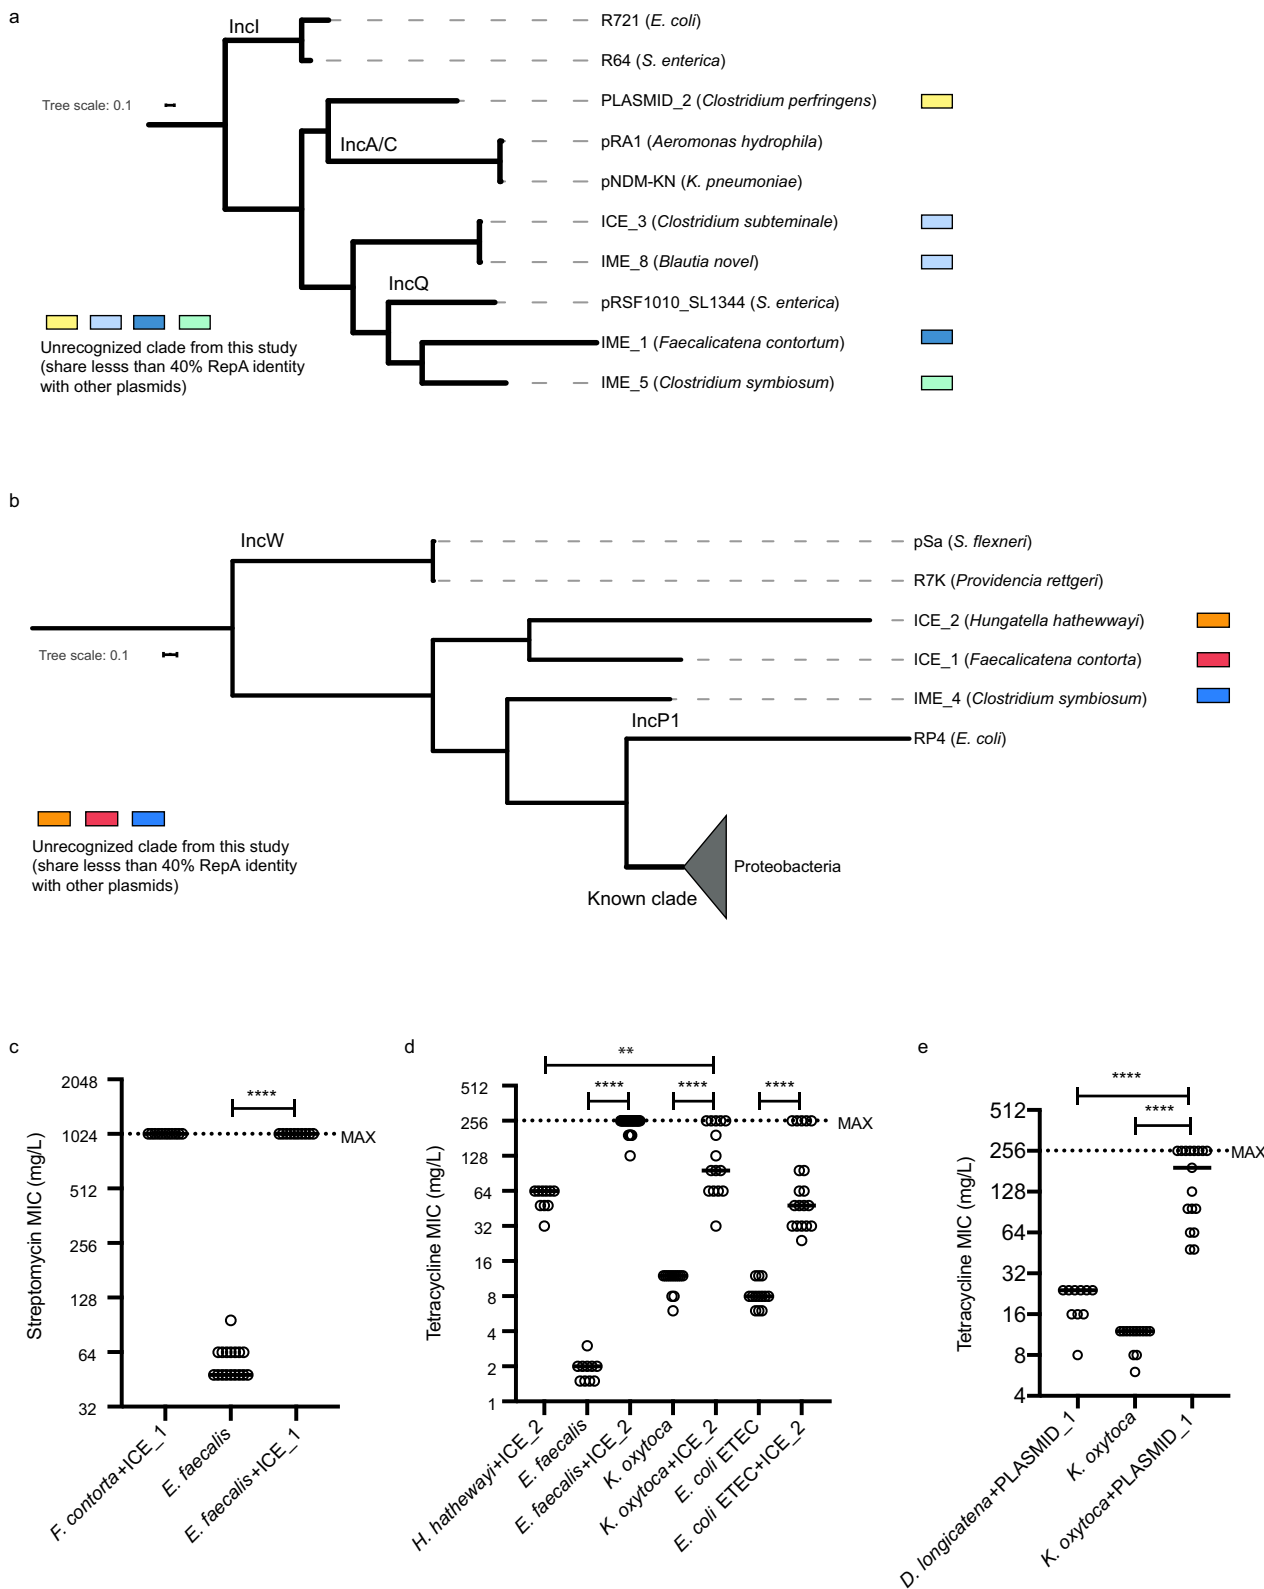 a
IncI
R721 (E. coli)
R64 (S. enterica)
Tree scale: 0.1
PLASMID_2 (Clostridium perfringens)
IncA/C
pRA1 (Aeromonas hydrophila)
pNDM-KN (K. pneumoniae)
ICE_3 (Clostridium subteminale)
IME_8 (Blautia novel)
IncQ
pRSF1010_SL1344 (S. enterica)
IME_1 (Faecalicatena contortum)
IME_5 (Clostridium symbiosum)
Unrecognized clade from this study
(share lesss than 40% RepA identity
with other plasmids)
b
IncW
pSa (S. flexneri)
R7K (Providencia rettgeri)
ICE_2 (Hungatella hathewwayi)
Tree scale: 0.1
ICE_1 (Faecalicatena contorta)
IME_4 (Clostridium symbiosum)
IncP1
RP4 (E. coli)
Unrecognized clade from this study
(share lesss than 40% RepA identity
with other plasmids)
Proteobacteria
Known clade
c
Streptomycin MIC (mg/L)
2048
1024
512
256
128
64
32
****
MAX
F. contorta+ICE_1
E. faecalis
E. faecalis+ICE_1
d
Tetracycline MIC (mg/L)
512
256
128
64
32
16
8
4
2
1
**
****
****
****
MAX
H. hathewayi+ICE_2
E. faecalis
E. faecalis+ICE_2
K. oxytoca
K. oxytoca+ICE_2
E. coli ETEC
E. coli ETEC+ICE_2
e
Tetracycline MIC (mg/L)
512
256
128
64
32
16
8
4
****
****
MAX
D. longicatena+PLASMID_1
K. oxytoca
K. oxytoca+PLASMID_1